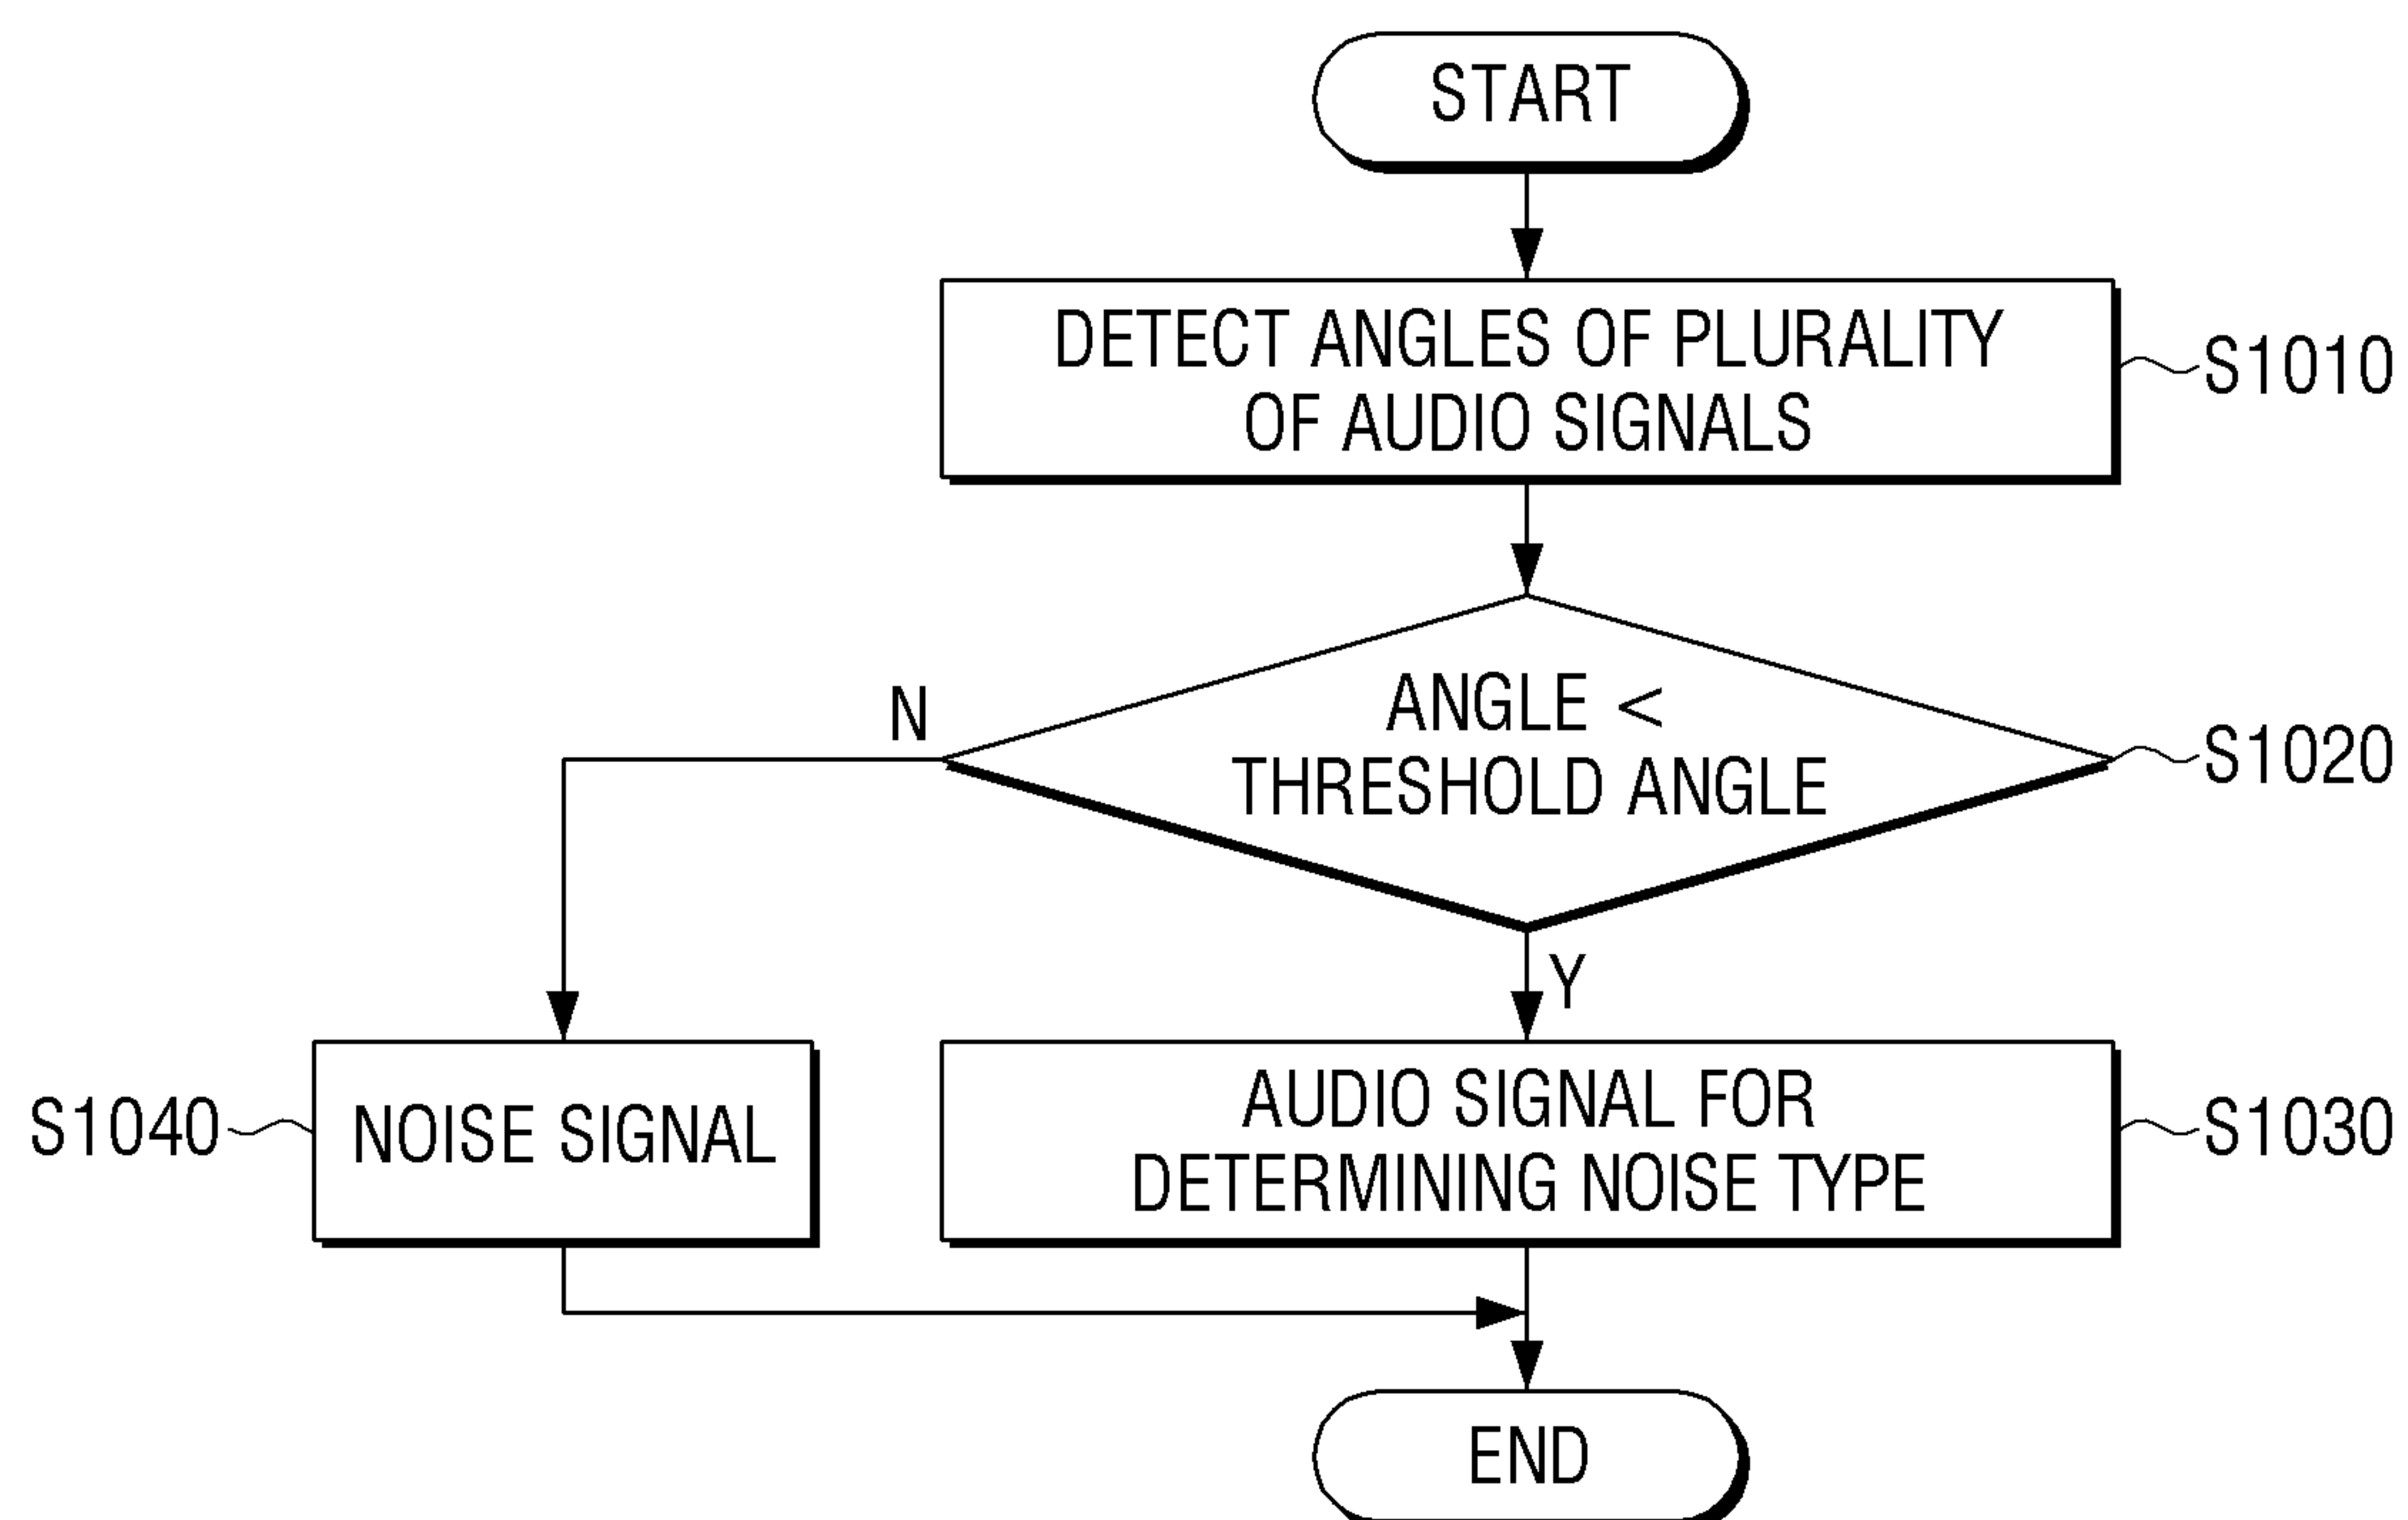 START
DETECT ANGLES OF PLURALITY
OF AUDIO SIGNALS
S1010
ANGLE <
THRESHOLD ANGLE
S1020
N
Y
S1040
NOISE SIGNAL
AUDIO SIGNAL FOR
DETERMINING NOISE TYPE
S1030
END